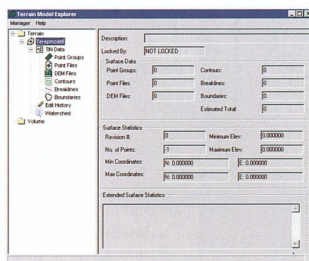 Terrain Model Explorer
Manager Help
Terrain
Terepmodell
TIN Data
Point Groups
Point Files
DEM Files
Contours
Breaklines
Boundaries
Edit History
Watershed
Volume
Description:
Locked By: NOT LOCKED
Surface Data
Point Groups: 0 Contours: 0
Point Files: 0 Breaklines: 0
DEM Files: 0 Boundaries: 0
Estimated Total: 0
Surface Statistics
Revision #: 0 Minimum Elev: 0.000000
No. of Points: -1 Maximum Elev: 0.000000
Min Coordinates: N: 0.000000 E: 0.000000
Max Coordinates: N: 0.000000 E: 0.000000
Extended Surface Statistics